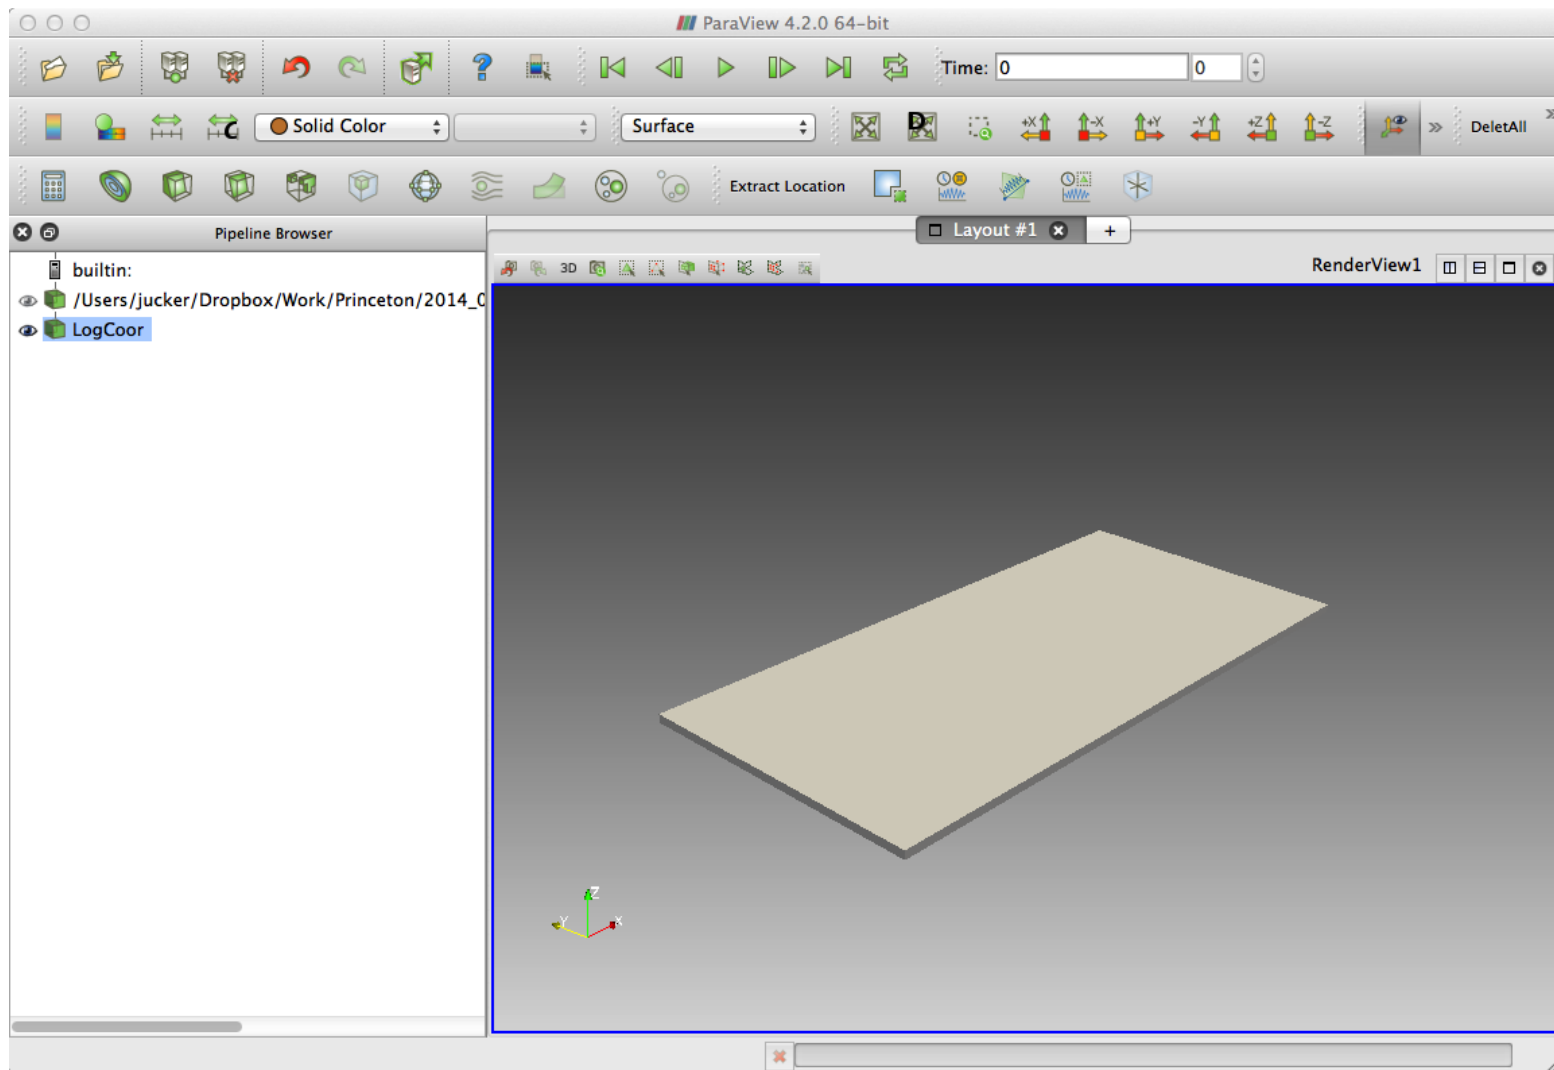 ParaView 4.2.0 64-bit
Time: 0 0
C Solid Color Surface D +X -X +Y -Y +Z -Z DeletAll
Extract Location
Pipeline Browser
Layout #1 +
builtin:
3D RenderView1
/Users/jucker/Dropbox/Work/Princeton/2014_0
LogCoor
Z
Y X